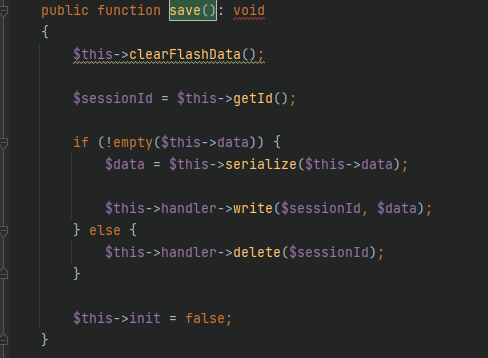 public function save(): void
{
$this->clearFlashData();
$sessionId = $this->getId();
if (!empty($this->data)) {
$data = $this->serialize($this->data);
$this->handler->write($sessionId, $data);
} else {
$this->handler->delete($sessionId);
}
$this->init = false;
}